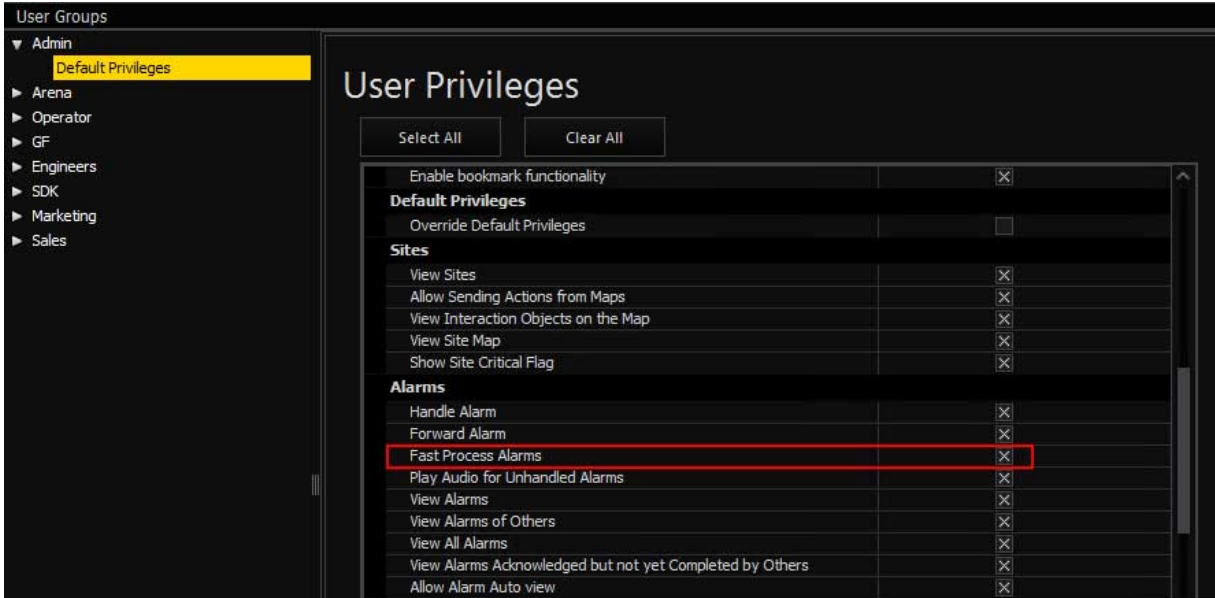 User Groups
Admin
Default Privileges
Arena
Operator
GF
Engineers
SDK
Marketing
Sales
User Privileges
Select All
Clear All
Enable bookmark functionality
Default Privileges
Override Default Privileges
Sites
View Sites
Allow Sending Actions from Maps
View Interaction Objects on the Map
View Site Map
Show Site Critical Flag
Alarms
Handle Alarm
Forward Alarm
Fast Process Alarms
Play Audio for Unhandled Alarms
View Alarms
View Alarms of Others
View All Alarms
View Alarms Acknowledged but not yet Completed by Others
Allow Alarm Auto view